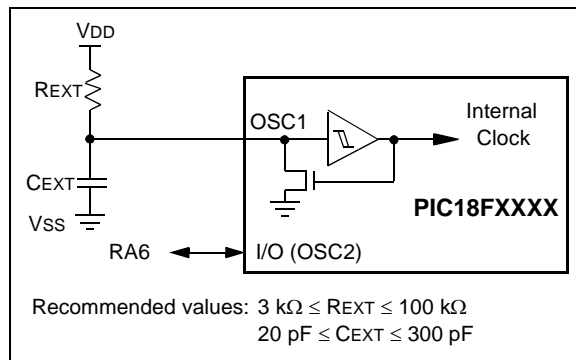 VDD
REXT
OSC1
Internal
Clock
CEXT
PIC18FXXXX
VSS
RA6
I/O (OSC2)
Recommended values: 3 kΩ ≤ REXT ≤ 100 kΩ
20 pF ≤ CEXT ≤ 300 pF